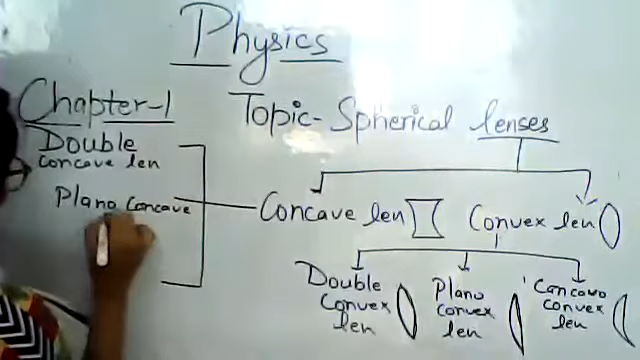 Physics
Chapter-1
Topic-Spherical lenses
Double
concave len
Plano concave
Concave len
Convex len
Double
Convex
len
Plano
convex
len
Concavo
convex
len